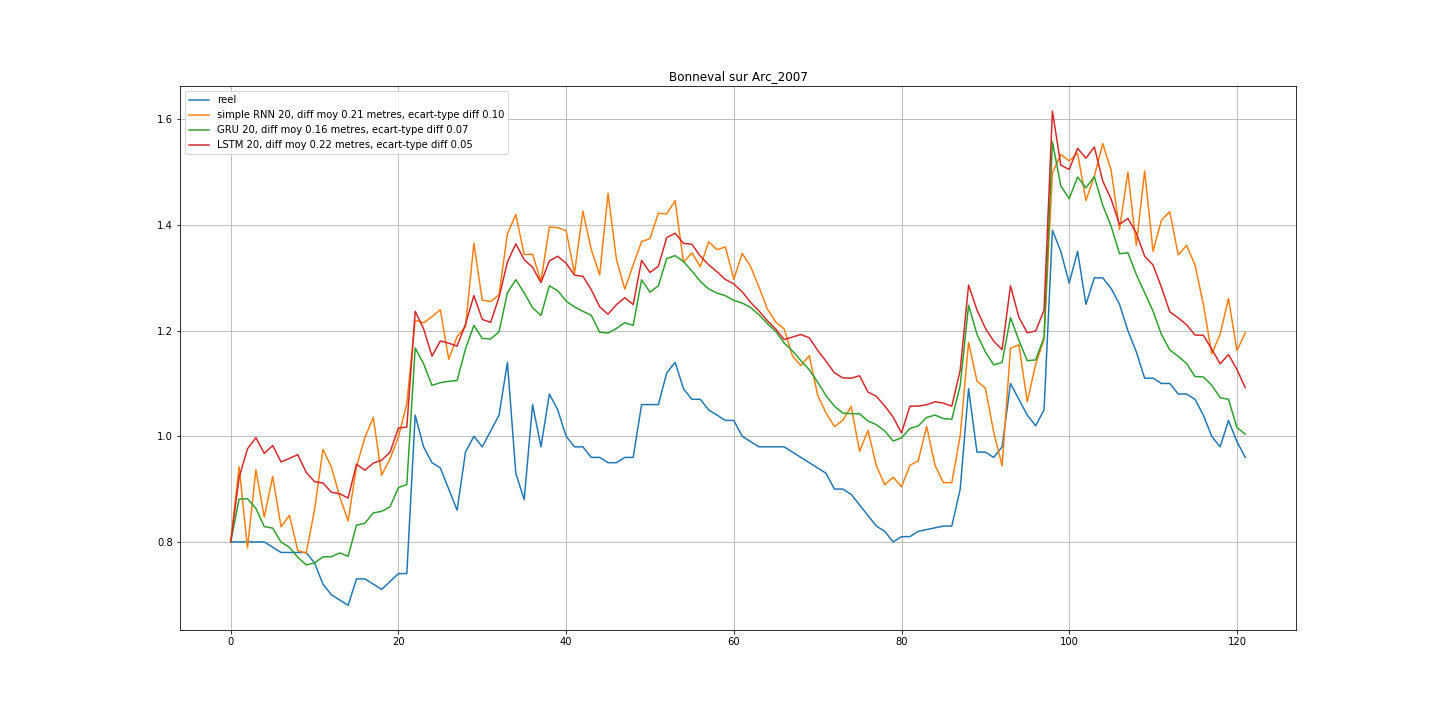 Bonneval sur Arc_2007
reel
simple RNN 20, diff moy 0.21 metres, ecart-type diff 0.10
GRU 20, diff moy 0.16 metres, ecart-type diff 0.07
LSTM 20, diff moy 0.22 metres, ecart-type diff 0.05
1.6
1.4
1.2
1.0
0.8
0 20 40 60 80 100 120